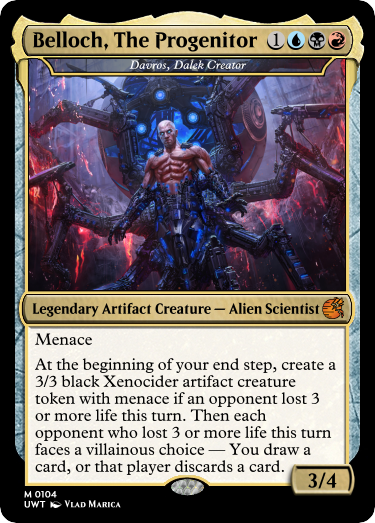 Belloch, The Progenitor 1
Davros, Dalek Creator
Legendary Artifact Creature — Alien Scientist
Menace
At the beginning of your end step, create a
3/3 black Xenocider artifact creature
token with menace if an opponent lost 3
or more life this turn. Then each
opponent who lost 3 or more life this turn
faces a villainous choice — You draw a
card, or that player discards a card.
3/4
M 0104
UWT Vlad Marica